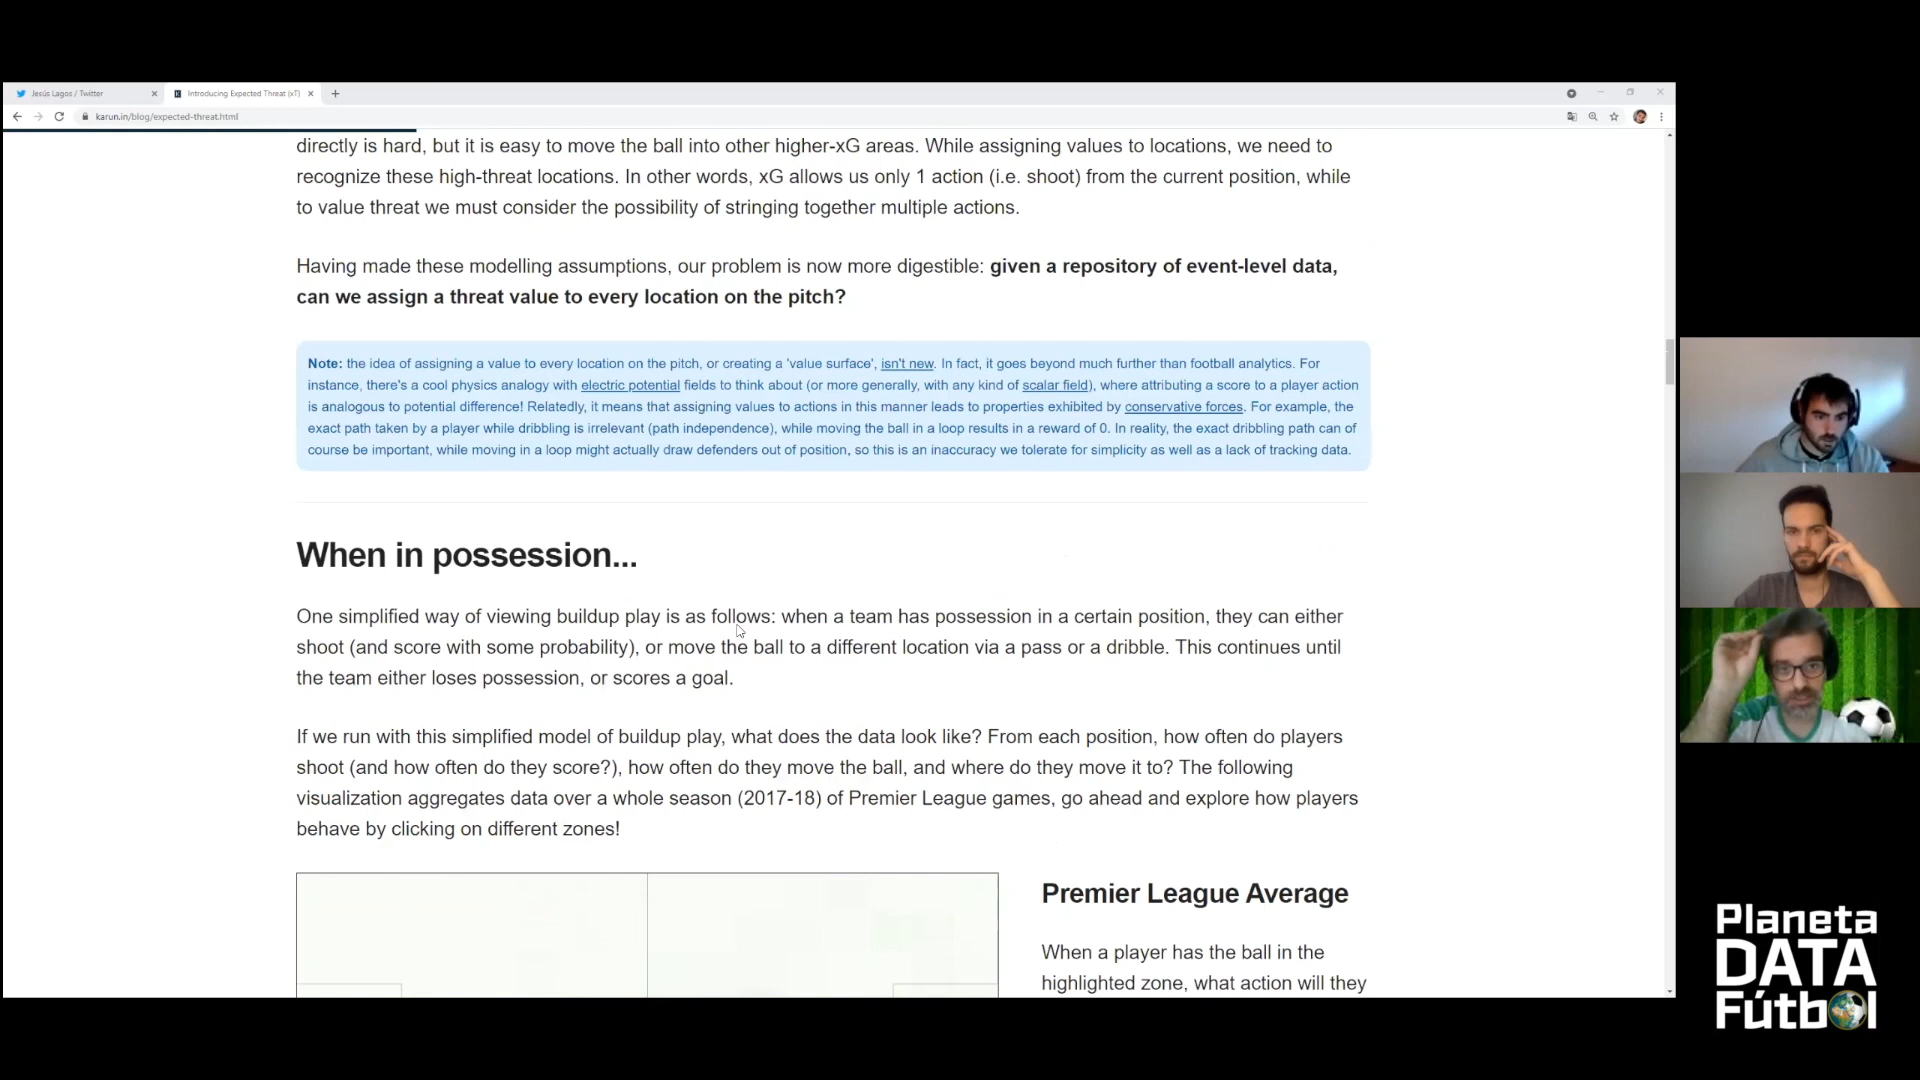 Jesús Lagos / Twitter
Introducing Expected Threat (xT)
karun.in/blog/expected-threat.html
directly is hard, but it is easy to move the ball into other higher-xG areas. While assigning values to locations, we need to
recognize these high-threat locations. In other words, xG allows us only 1 action (i.e. shoot) from the current position, while
to value threat we must consider the possibility of stringing together multiple actions.
Having made these modelling assumptions, our problem is now more digestible: given a repository of event-level data,
can we assign a threat value to every location on the pitch?
Note: the idea of assigning a value to every location on the pitch, or creating a 'value surface', isn't new. In fact, it goes beyond much further than football analytics. For
instance, there's a cool physics analogy with electric potential fields to think about (or more generally, with any kind of scalar field), where attributing a score to a player action
is analogous to potential difference! Relatedly, it means that assigning values to actions in this manner leads to properties exhibited by conservative forces. For example, the
exact path taken by a player while dribbling is irrelevant (path independence), while moving the ball in a loop results in a reward of 0. In reality, the exact dribbling path can of
course be important, while moving in a loop might actually draw defenders out of position, so this is an inaccuracy we tolerate for simplicity as well as a lack of tracking data.
When in possession...
One simplified way of viewing buildup play is as follows: when a team has possession in a certain position, they can either
shoot (and score with some probability), or move the ball to a different location via a pass or a dribble. This continues until
the team either loses possession, or scores a goal.
If we run with this simplified model of buildup play, what does the data look like? From each position, how often do players
shoot (and how often do they score?), how often do they move the ball, and where do they move it to? The following
visualization aggregates data over a whole season (2017-18) of Premier League games, go ahead and explore how players
behave by clicking on different zones!
Premier League Average
When a player has the ball in the
highlighted zone, what action will they
Planeta
DATA
Fútbol